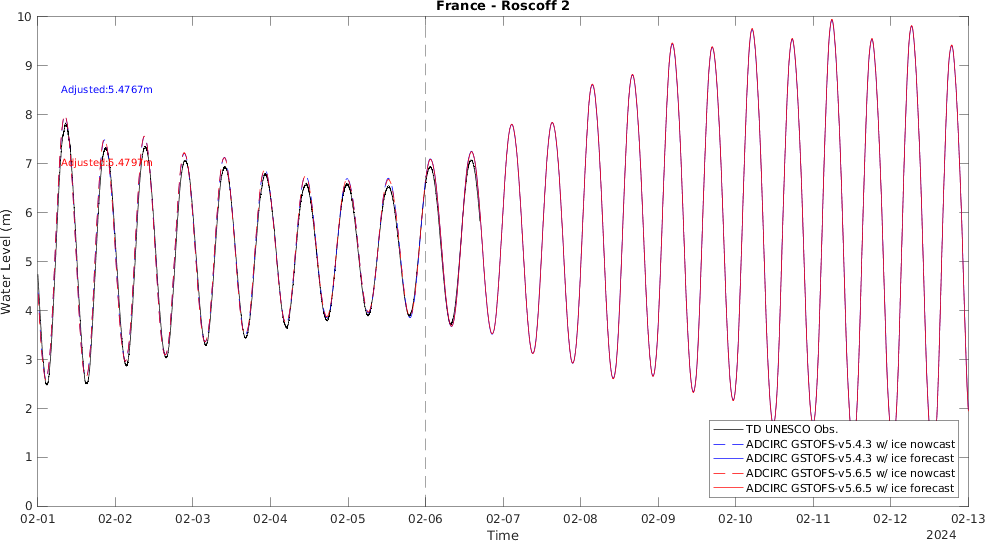 France - Roscoff 2
10
9
8
7
6
5
4
3
2
1
0
Water Level (m)
Adjusted:5.4767m
Adjusted:5.4797m
TD UNESCO Obs.
ADCIRC GSTOFS-v5.4.3 w/ ice nowcast
ADCIRC GSTOFS-v5.4.3 w/ ice forecast
ADCIRC GSTOFS-v5.6.5 w/ ice nowcast
ADCIRC GSTOFS-v5.6.5 w/ ice forecast
02-01 02-02 02-03 02-04 02-05 02-06 02-07 02-08 02-09 02-10 02-11 02-12 02-13
Time
2024